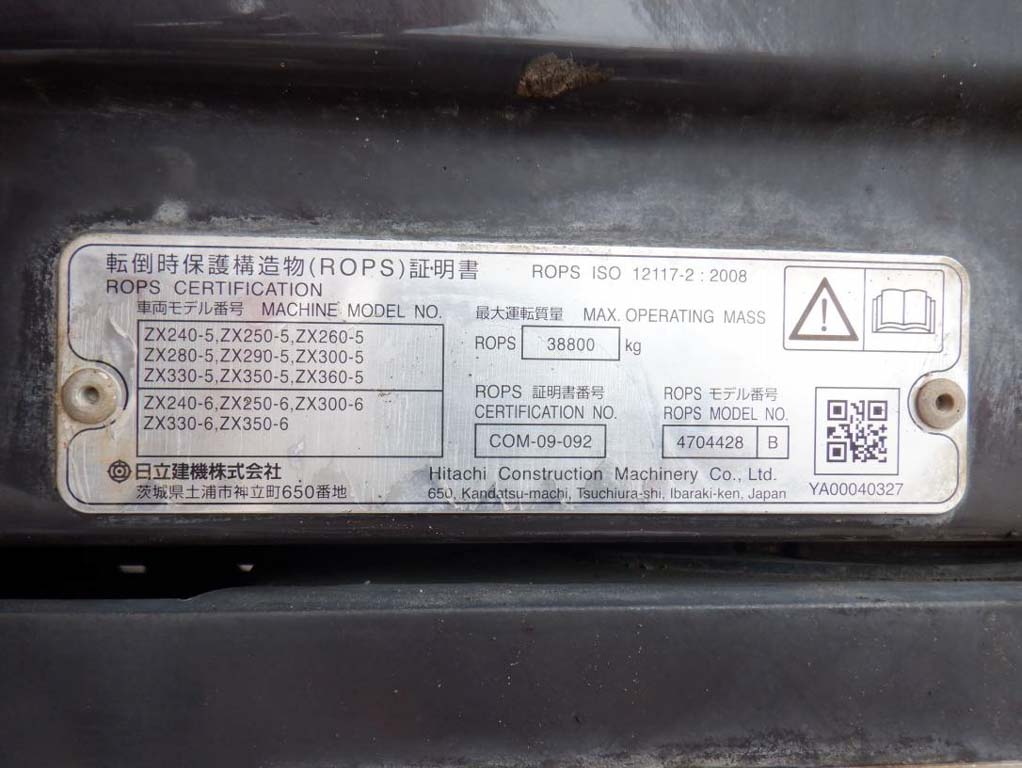 転倒時保護構造物(ROPS)証明書
ROPS CERTIFICATION
ROPS ISO 12117-2 : 2008
車両モデル番号 MACHINE MODEL NO.
ZX240-5,ZX250-5,ZX260-5
ZX280-5,ZX290-5,ZX300-5
ZX330-5,ZX350-5,ZX360-5
ZX240-6,ZX250-6,ZX300-6
ZX330-6,ZX350-6
最大運転質量 MAX. OPERATING MASS
ROPS 38800 kg
ROPS 証明書番号
CERTIFICATION NO.
COM-09-092
ROPS モデル番号
ROPS MODEL NO.
4704428 B
YA00040327
日立建機株式会社
茨城県土浦市神立町650番地
Hitachi Construction Machinery Co., Ltd.
650, Kandatsu-machi, Tsuchiura-shi, Ibaraki-ken, Japan